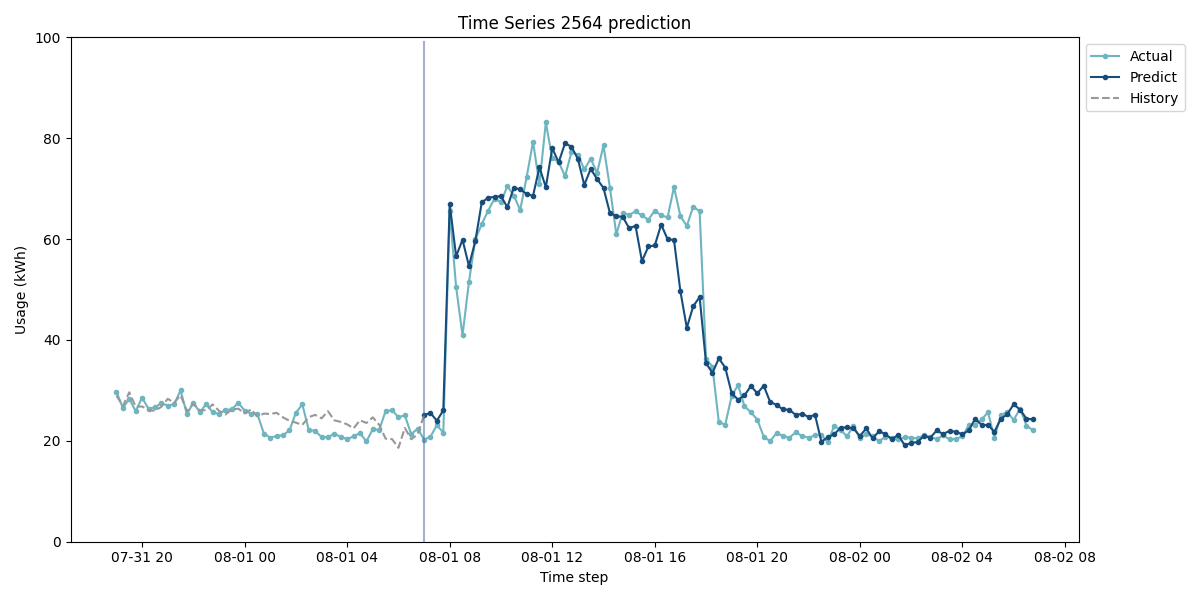 Time Series 2564 prediction
Usage (kWh)
100
80
60
40
20
0
07-31 20
08-01 00
08-01 04
08-01 08
08-01 12
08-01 16
08-01 20
08-02 00
08-02 04
08-02 08
Time step
Actual
Predict
History